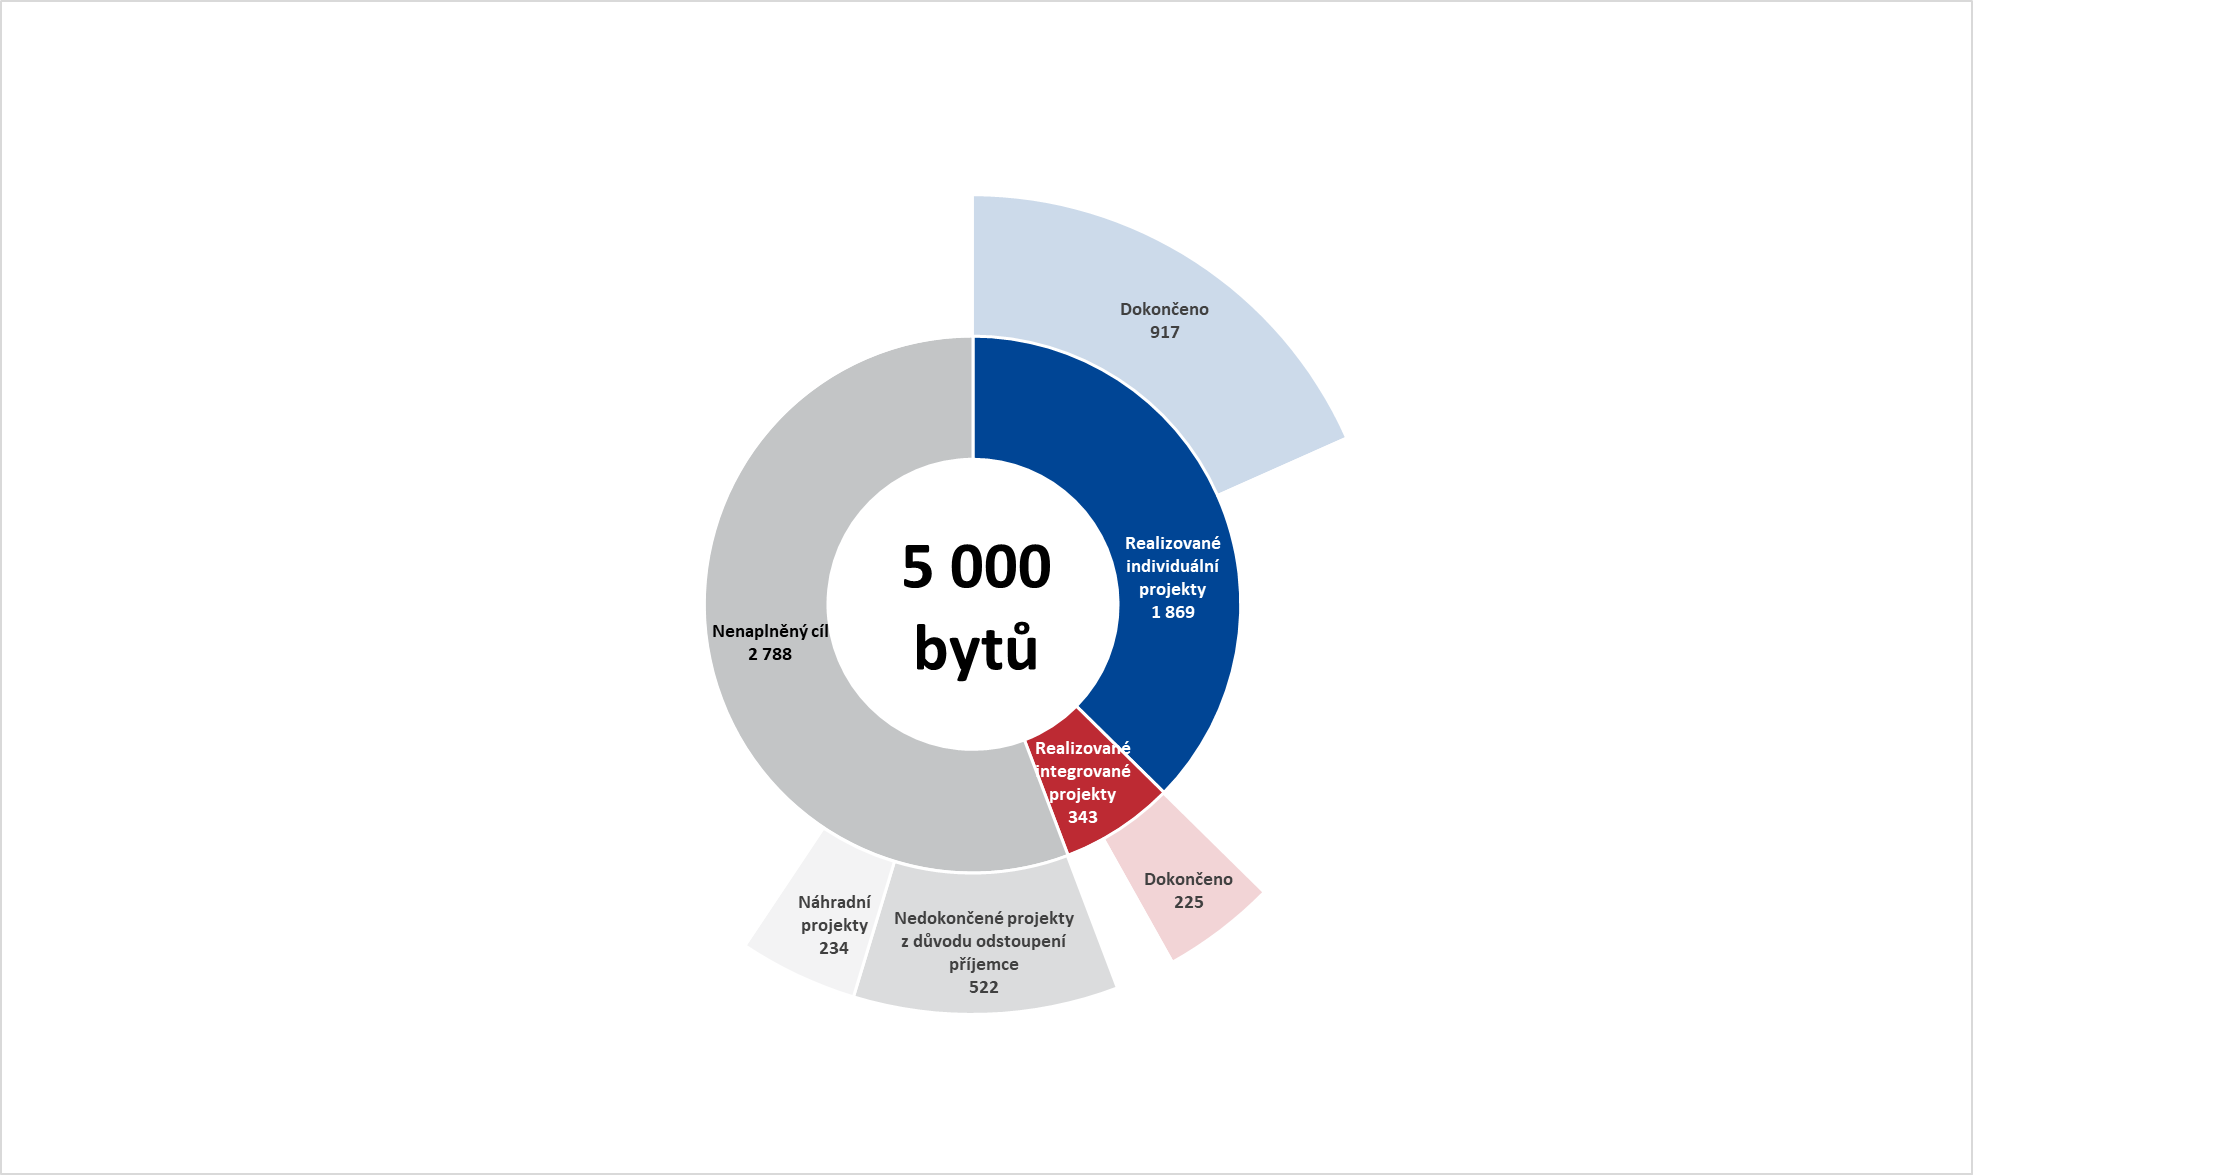 Dokončeno
917
Realizované
individuální
projekty
1 869
5 000
bytů
Nenaplněný cíl
2 788
Realizované
integrované
projekty
343
Dokončeno
225
Náhradní
projekty
234
Nedokončené projekty
z důvodu odstoupení
příjemce
522